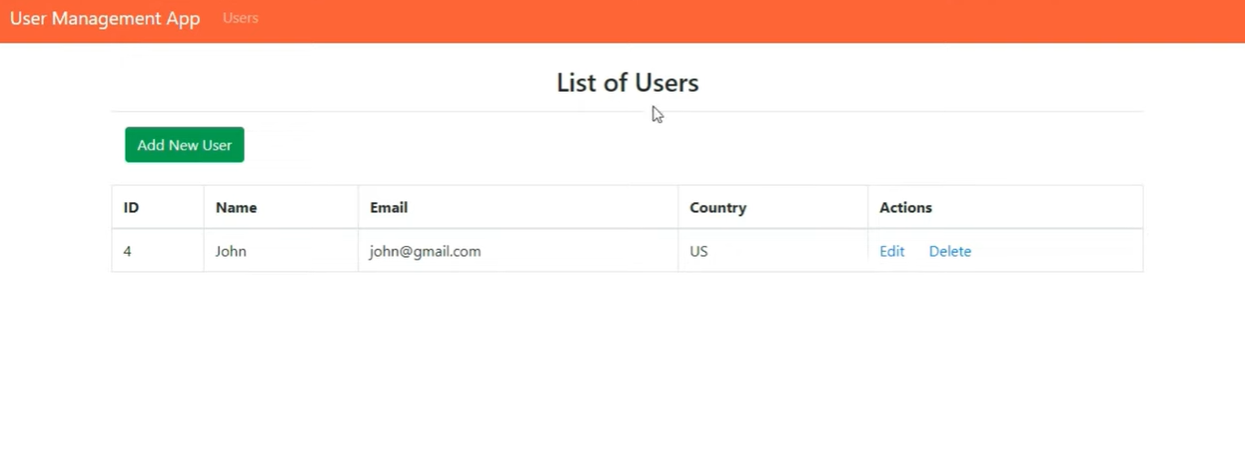 User Management App Users
List of Users
Add New User
ID Name Email Country Actions
4 John john@gmail.com US Edit Delete